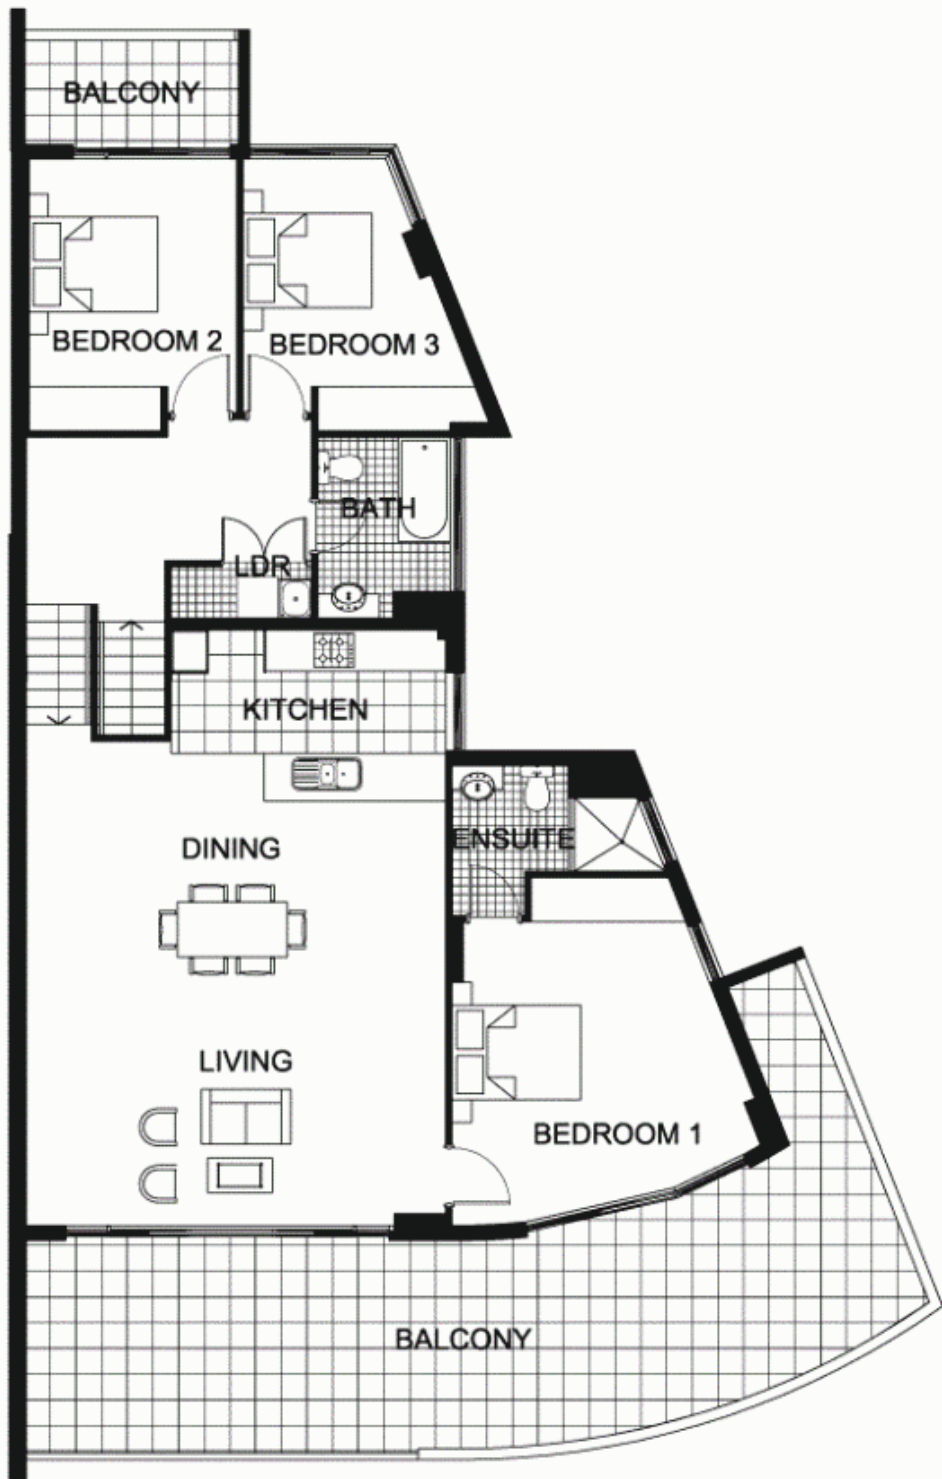 BALCONY
BEDROOM 2
BEDROOM 3
BATH
LDR
KITCHEN
ENSUITE
DINING
LIVING
BEDROOM 1
BALCONY